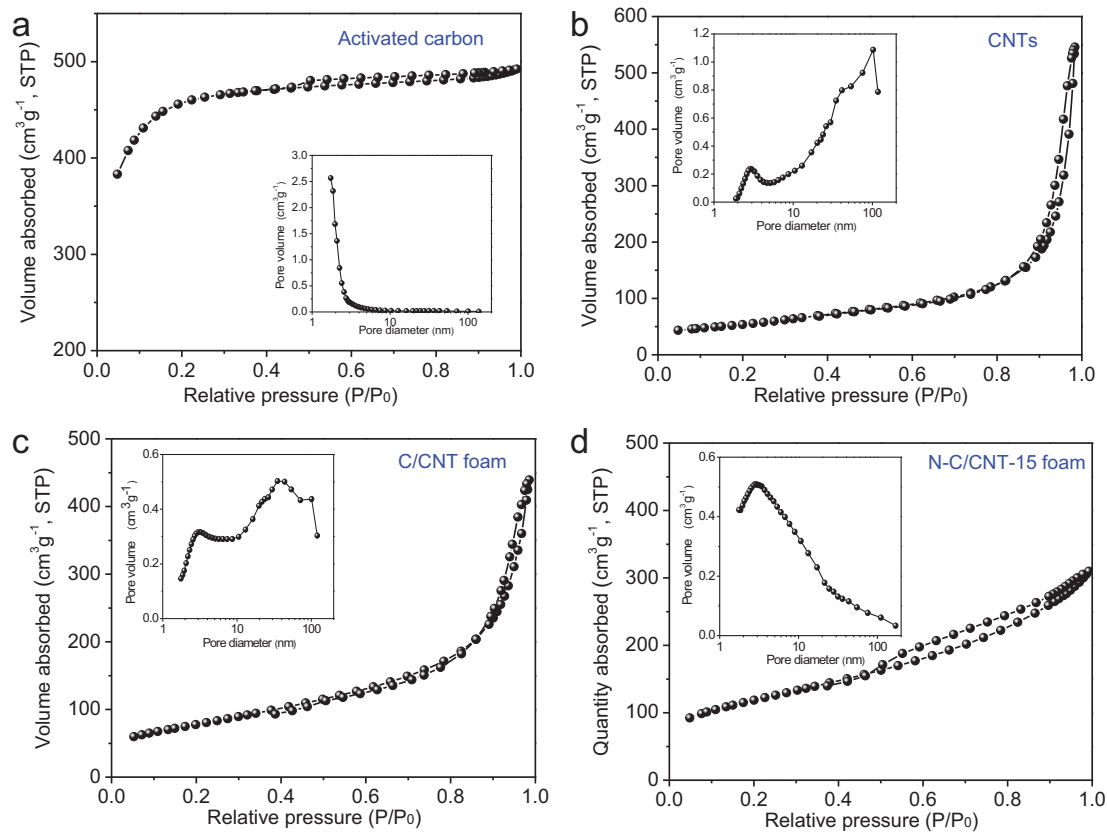 a
Activated carbon
Volume absorbed (cm³g⁻¹, STP)
500
400
300
200
0.0 0.2 0.4 0.6 0.8 1.0
Relative pressure (P/P₀)
Pore volume (cm³g⁻¹)
3.0
2.5
2.0
1.5
1.0
0.5
0.0
1 10 100
Pore diameter (nm)
b
CNTs
Volume absorbed (cm³g⁻¹, STP)
600
500
400
300
200
100
0
0.0 0.2 0.4 0.6 0.8 1.0
Relative pressure (P/P₀)
Pore volume (cm³g⁻¹)
1.2
1.0
0.8
0.6
0.4
0.2
0.0
1 10 100
Pore diameter (nm)
c
C/CNT foam
Volume absorbed (cm³g⁻¹, STP)
500
400
300
200
100
0
0.0 0.2 0.4 0.6 0.8 1.0
Relative pressure (P/P₀)
Pore volume (cm³g⁻¹)
0.6
0.4
0.2
0.0
1 10 100
Pore diameter (nm)
d
N-C/CNT-15 foam
Quantity absorbed (cm³g⁻¹, STP)
500
400
300
200
100
0
0.0 0.2 0.4 0.6 0.8 1.0
Relative pressure (P/P₀)
Pore volume (cm³g⁻¹)
0.6
0.4
0.2
0.0
1 10 100
Pore diameter (nm)